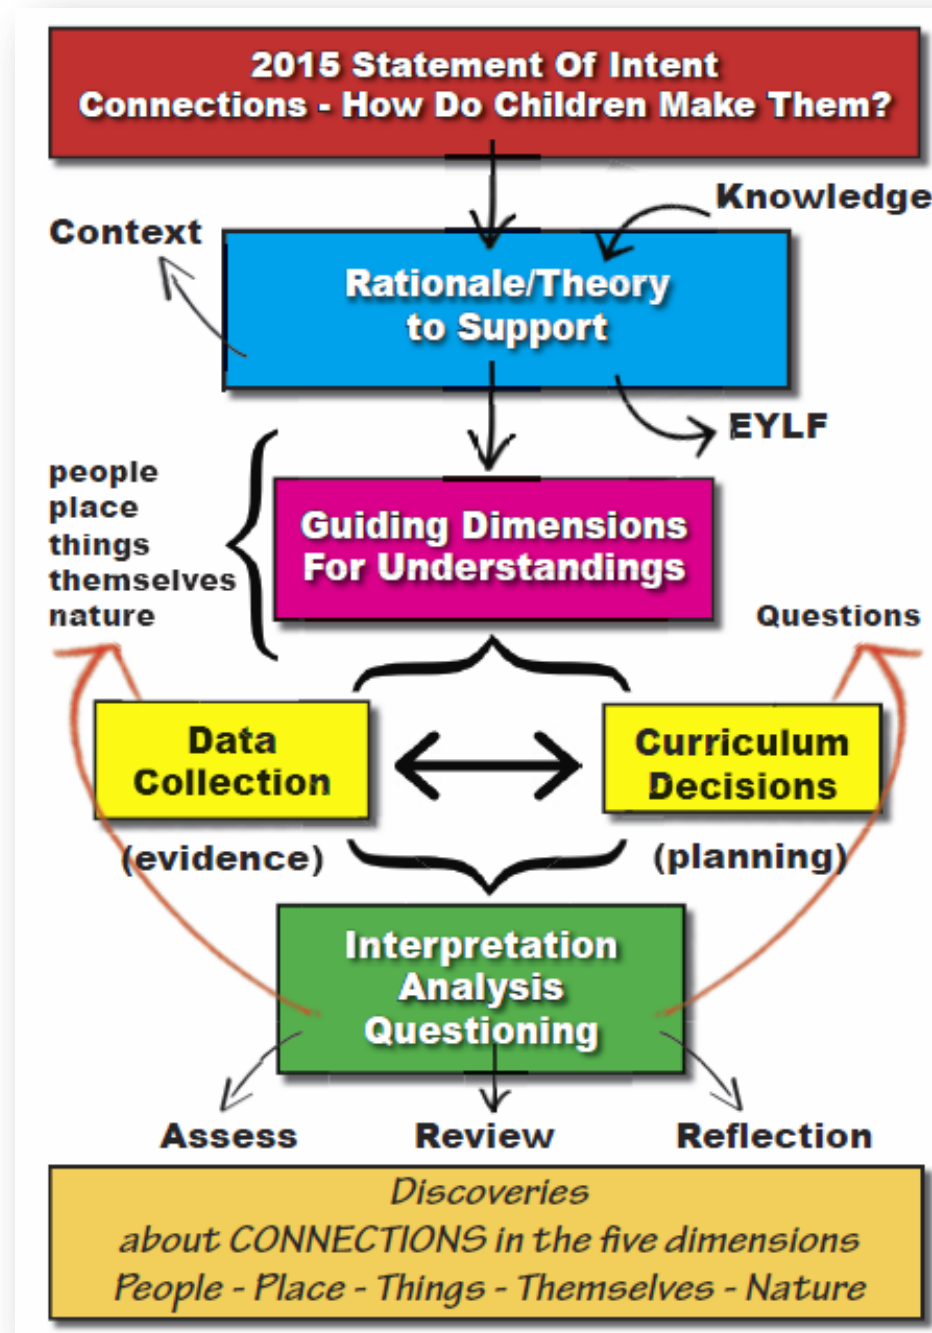 2015 Statement Of Intent
Connections - How Do Children Make Them?
Knowledge
Context
Rationale/Theory
to Support
EYLF
people
place
things
themselves
nature
Guiding Dimensions
For Understandings
Questions
Data
Collection
(evidence)
Curriculum
Decisions
(planning)
Interpretation
Analysis
Questioning
Assess
Review
Reflection
Discoveries
about CONNECTIONS in the five dimensions
People - Place - Things - Themselves - Nature